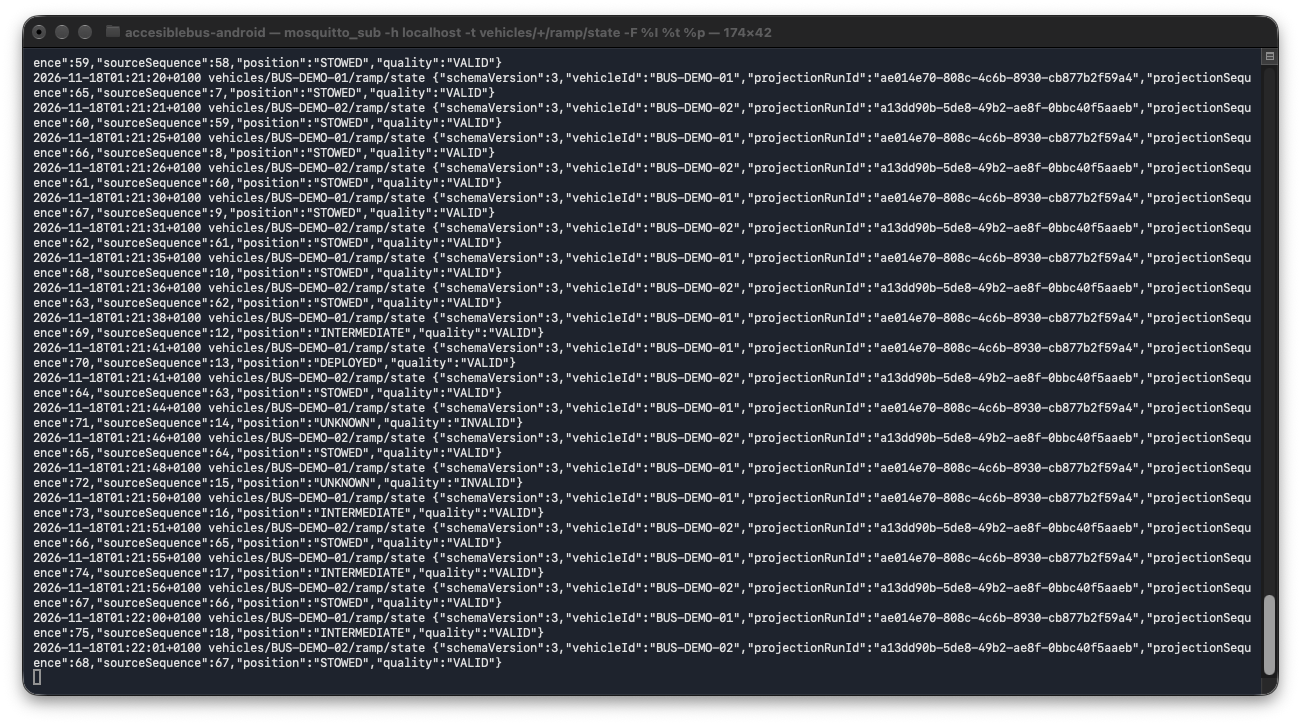 accesiblebus-android — mosquitto_sub -h localhost -t vehicles/+/ramp/state -F %I %t %p — 174×42
ence":59,"sourceSequence":58,"position":"STOWED","quality":"VALID"}
2026-11-18T01:21:20+0100 vehicles/BUS-DEMO-01/ramp/state {"schemaVersion":3,"vehicleId":"BUS-DEMO-01","projectionRunId":"ae014e70-808c-4c6b-8930-cb877b2f59a4","projectionSequ
ence":65,"sourceSequence":7,"position":"STOWED","quality":"VALID"}
2026-11-18T01:21:21+0100 vehicles/BUS-DEMO-02/ramp/state {"schemaVersion":3,"vehicleId":"BUS-DEMO-02","projectionRunId":"a13dd90b-5de8-49b2-ae8f-0bbc40f5aaeb","projectionSequ
ence":60,"sourceSequence":59,"position":"STOWED","quality":"VALID"}
2026-11-18T01:21:25+0100 vehicles/BUS-DEMO-01/ramp/state {"schemaVersion":3,"vehicleId":"BUS-DEMO-01","projectionRunId":"ae014e70-808c-4c6b-8930-cb877b2f59a4","projectionSequ
ence":66,"sourceSequence":8,"position":"STOWED","quality":"VALID"}
2026-11-18T01:21:26+0100 vehicles/BUS-DEMO-02/ramp/state {"schemaVersion":3,"vehicleId":"BUS-DEMO-02","projectionRunId":"a13dd90b-5de8-49b2-ae8f-0bbc40f5aaeb","projectionSequ
ence":61,"sourceSequence":60,"position":"STOWED","quality":"VALID"}
2026-11-18T01:21:30+0100 vehicles/BUS-DEMO-01/ramp/state {"schemaVersion":3,"vehicleId":"BUS-DEMO-01","projectionRunId":"ae014e70-808c-4c6b-8930-cb877b2f59a4","projectionSequ
ence":67,"sourceSequence":9,"position":"STOWED","quality":"VALID"}
2026-11-18T01:21:31+0100 vehicles/BUS-DEMO-02/ramp/state {"schemaVersion":3,"vehicleId":"BUS-DEMO-02","projectionRunId":"a13dd90b-5de8-49b2-ae8f-0bbc40f5aaeb","projectionSequ
ence":62,"sourceSequence":61,"position":"STOWED","quality":"VALID"}
2026-11-18T01:21:35+0100 vehicles/BUS-DEMO-01/ramp/state {"schemaVersion":3,"vehicleId":"BUS-DEMO-01","projectionRunId":"ae014e70-808c-4c6b-8930-cb877b2f59a4","projectionSequ
ence":68,"sourceSequence":10,"position":"STOWED","quality":"VALID"}
2026-11-18T01:21:36+0100 vehicles/BUS-DEMO-02/ramp/state {"schemaVersion":3,"vehicleId":"BUS-DEMO-02","projectionRunId":"a13dd90b-5de8-49b2-ae8f-0bbc40f5aaeb","projectionSequ
ence":63,"sourceSequence":62,"position":"STOWED","quality":"VALID"}
2026-11-18T01:21:38+0100 vehicles/BUS-DEMO-01/ramp/state {"schemaVersion":3,"vehicleId":"BUS-DEMO-01","projectionRunId":"ae014e70-808c-4c6b-8930-cb877b2f59a4","projectionSequ
ence":69,"sourceSequence":12,"position":"INTERMEDIATE","quality":"VALID"}
2026-11-18T01:21:41+0100 vehicles/BUS-DEMO-01/ramp/state {"schemaVersion":3,"vehicleId":"BUS-DEMO-01","projectionRunId":"ae014e70-808c-4c6b-8930-cb877b2f59a4","projectionSequ
ence":70,"sourceSequence":13,"position":"DEPLOYED","quality":"VALID"}
2026-11-18T01:21:41+0100 vehicles/BUS-DEMO-02/ramp/state {"schemaVersion":3,"vehicleId":"BUS-DEMO-02","projectionRunId":"a13dd90b-5de8-49b2-ae8f-0bbc40f5aaeb","projectionSequ
ence":64,"sourceSequence":63,"position":"STOWED","quality":"VALID"}
2026-11-18T01:21:44+0100 vehicles/BUS-DEMO-01/ramp/state {"schemaVersion":3,"vehicleId":"BUS-DEMO-01","projectionRunId":"ae014e70-808c-4c6b-8930-cb877b2f59a4","projectionSequ
ence":71,"sourceSequence":14,"position":"UNKNOWN","quality":"INVALID"}
2026-11-18T01:21:46+0100 vehicles/BUS-DEMO-02/ramp/state {"schemaVersion":3,"vehicleId":"BUS-DEMO-02","projectionRunId":"a13dd90b-5de8-49b2-ae8f-0bbc40f5aaeb","projectionSequ
ence":65,"sourceSequence":64,"position":"STOWED","quality":"VALID"}
2026-11-18T01:21:48+0100 vehicles/BUS-DEMO-01/ramp/state {"schemaVersion":3,"vehicleId":"BUS-DEMO-01","projectionRunId":"ae014e70-808c-4c6b-8930-cb877b2f59a4","projectionSequ
ence":72,"sourceSequence":15,"position":"UNKNOWN","quality":"INVALID"}
2026-11-18T01:21:50+0100 vehicles/BUS-DEMO-01/ramp/state {"schemaVersion":3,"vehicleId":"BUS-DEMO-01","projectionRunId":"ae014e70-808c-4c6b-8930-cb877b2f59a4","projectionSequ
ence":73,"sourceSequence":16,"position":"INTERMEDIATE","quality":"VALID"}
2026-11-18T01:21:51+0100 vehicles/BUS-DEMO-02/ramp/state {"schemaVersion":3,"vehicleId":"BUS-DEMO-02","projectionRunId":"a13dd90b-5de8-49b2-ae8f-0bbc40f5aaeb","projectionSequ
ence":66,"sourceSequence":65,"position":"STOWED","quality":"VALID"}
2026-11-18T01:21:55+0100 vehicles/BUS-DEMO-01/ramp/state {"schemaVersion":3,"vehicleId":"BUS-DEMO-01","projectionRunId":"ae014e70-808c-4c6b-8930-cb877b2f59a4","projectionSequ
ence":74,"sourceSequence":17,"position":"INTERMEDIATE","quality":"VALID"}
2026-11-18T01:21:56+0100 vehicles/BUS-DEMO-02/ramp/state {"schemaVersion":3,"vehicleId":"BUS-DEMO-02","projectionRunId":"a13dd90b-5de8-49b2-ae8f-0bbc40f5aaeb","projectionSequ
ence":67,"sourceSequence":66,"position":"STOWED","quality":"VALID"}
2026-11-18T01:22:00+0100 vehicles/BUS-DEMO-01/ramp/state {"schemaVersion":3,"vehicleId":"BUS-DEMO-01","projectionRunId":"ae014e70-808c-4c6b-8930-cb877b2f59a4","projectionSequ
ence":75,"sourceSequence":18,"position":"INTERMEDIATE","quality":"VALID"}
2026-11-18T01:22:01+0100 vehicles/BUS-DEMO-02/ramp/state {"schemaVersion":3,"vehicleId":"BUS-DEMO-02","projectionRunId":"a13dd90b-5de8-49b2-ae8f-0bbc40f5aaeb","projectionSequ
ence":68,"sourceSequence":67,"position":"STOWED","quality":"VALID"}